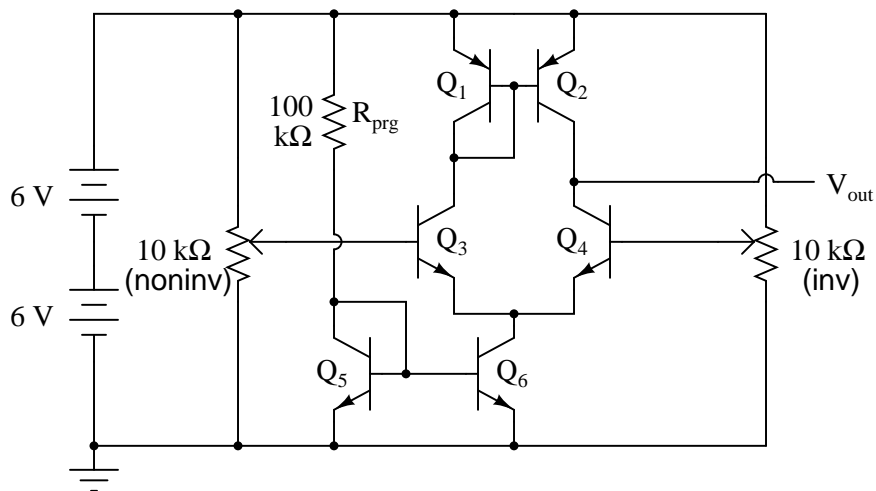 Q1
Q2
100
kΩ
Rprg
6 V
Vout
10 kΩ
(noninv)
Q3
Q4
10 kΩ
(inv)
6 V
Q5
Q6